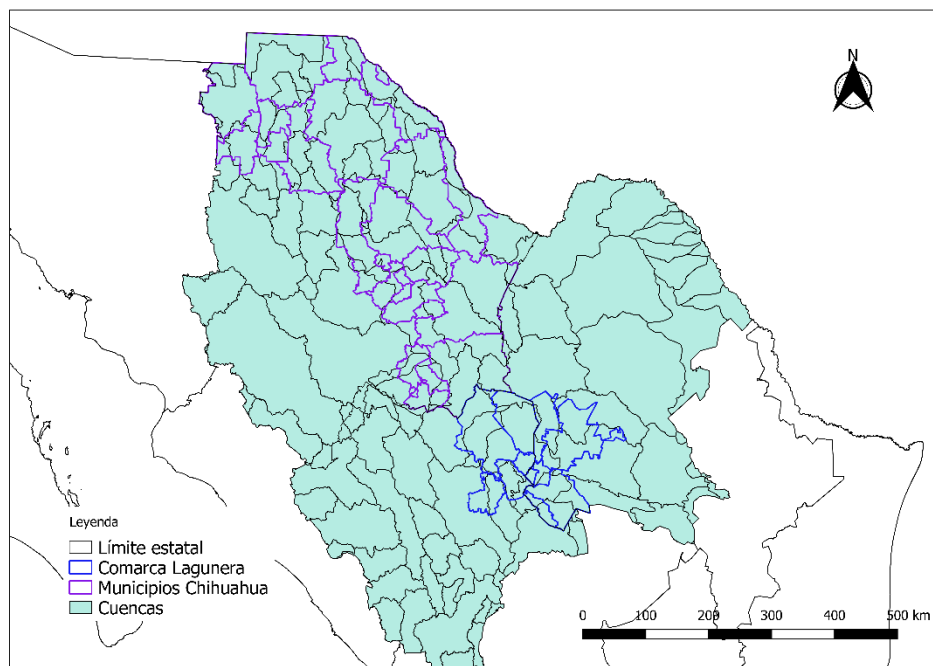 N
Leyenda
Límite estatal
Comarca Lagunera
Municipios Chihuahua
Cuencas
0 100 200 300 400 500 km